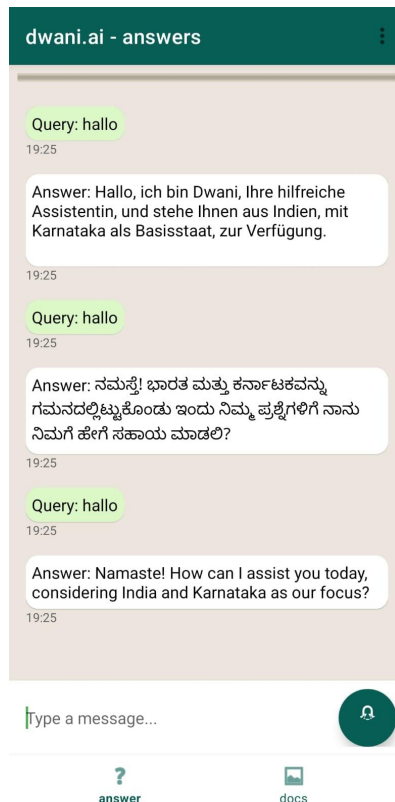 dwani.ai - answers
Query: hallo
19:25
Answer: Hallo, ich bin Dwani, Ihre hilfreiche
Assistentin, und stehe Ihnen aus Indien, mit
Karnataka als Basisstaat, zur Verfügung.
19:25
Query: hallo
19:25
Answer: ನಮಸ್ತೆ! ಭಾರತ ಮತ್ತು ಕರ್ನಾಟಕವನ್ನು
ಗಮನದಲ್ಲಿಟ್ಟುಕೊಂಡು ಇಂದು ನಿಮ್ಮ ಪ್ರಶ್ನೆಗಳಿಗೆ ನಾನು
ನಿಮಗೆ ಹೇಗೆ ಸಹಾಯ ಮಾಡಲಿ?
19:25
Query: hallo
19:25
Answer: Namaste! How can I assist you today,
considering India and Karnataka as our focus?
19:25
Type a message...
?
answer
docs